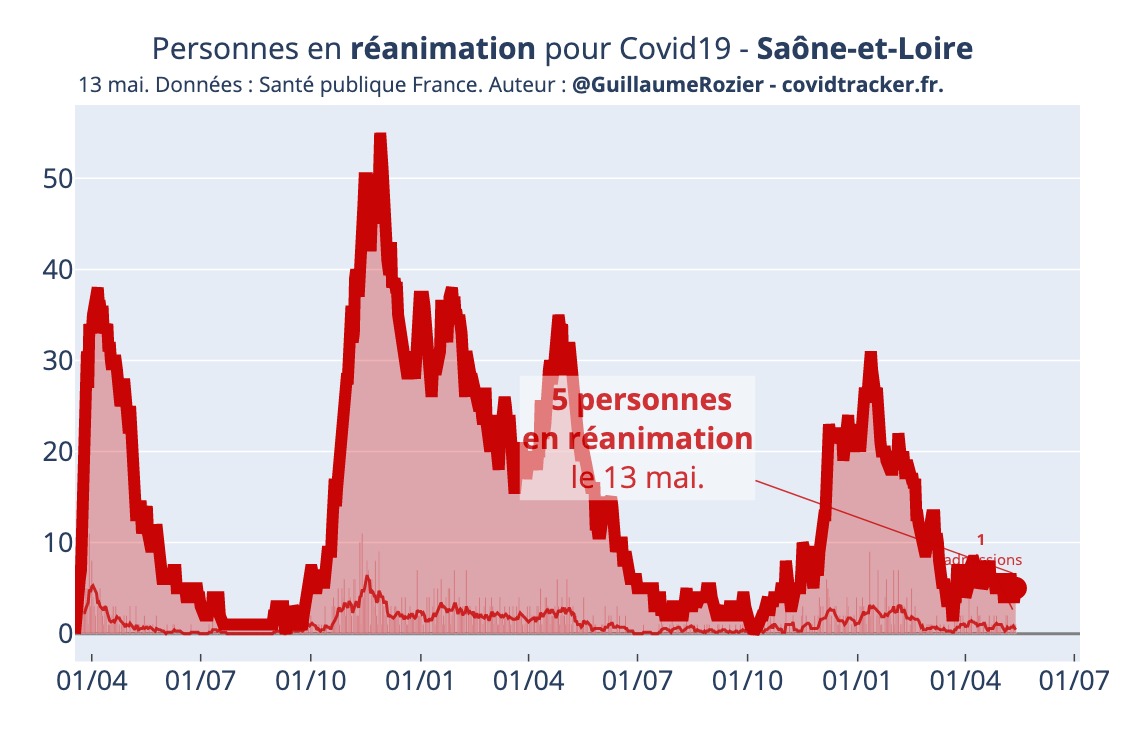 Personnes en réanimation pour Covid19 - Saône-et-Loire
13 mai. Données : Santé publique France. Auteur : @GuillaumeRozier - covidtracker.fr.
50
40
30
20
10
0
5 personnes
en réanimation
le 13 mai.
1
admissions
01/04 01/07 01/10 01/01 01/04 01/07 01/10 01/01 01/04 01/07